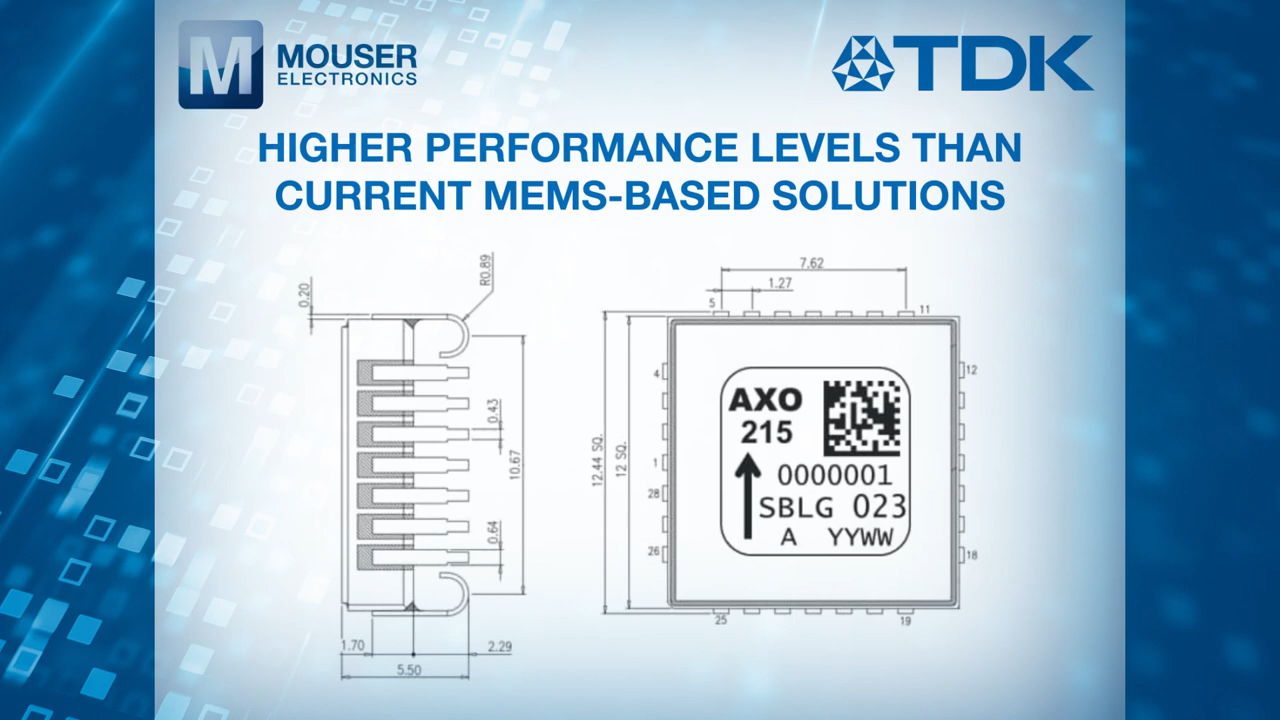 MOUSER
ELECTRONICS
TDK
HIGHER PERFORMANCE LEVELS THAN
CURRENT MEMS-BASED SOLUTIONS
0.20
R0.89
0.43
10.67
0.64
1.70
2.29
5.50
7.62
1.27
5
11
4
12
12.44 SQ.
12 SQ.
1
28
26
18
25
19
AXO
215
0000001
SBLG 023
A YYWW